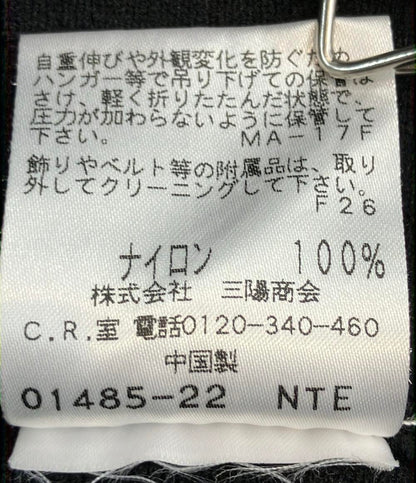 自重伸びや外観変化を防ぐため
ハンガー等で吊り下げての保管は
さけ、軽く折りたたんだ状態で、
圧力が加わらないように保管して
下さい。 MA-17F
飾りやベルト等の附属品は、取り
外してクリーニングして下さい。
F26
ナイロン 100%
株式会社 三陽商会
C.R.室 電話0120-340-460
中国製
01485-22 NTE